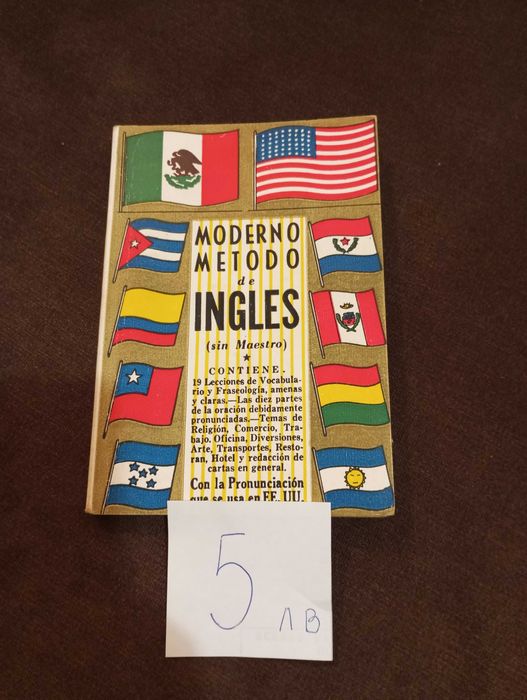 MODERNO
METODO
de
INGLES
(sin Maestro)
CONTIENE.
19 Lecciones de Vocabula-
rio y Fraseología, amenas
y claras.—Las diez partes
de la oración debidamente
pronunciadas.—Temas de
Religión, Comercio, Tra-
bajo, Oficina, Diversiones,
Arte, Transportes, Resto-
ran, Hotel y redacción de
cartas en general.
Con la Pronunciación
que se usa en EE. UU.
5 лв